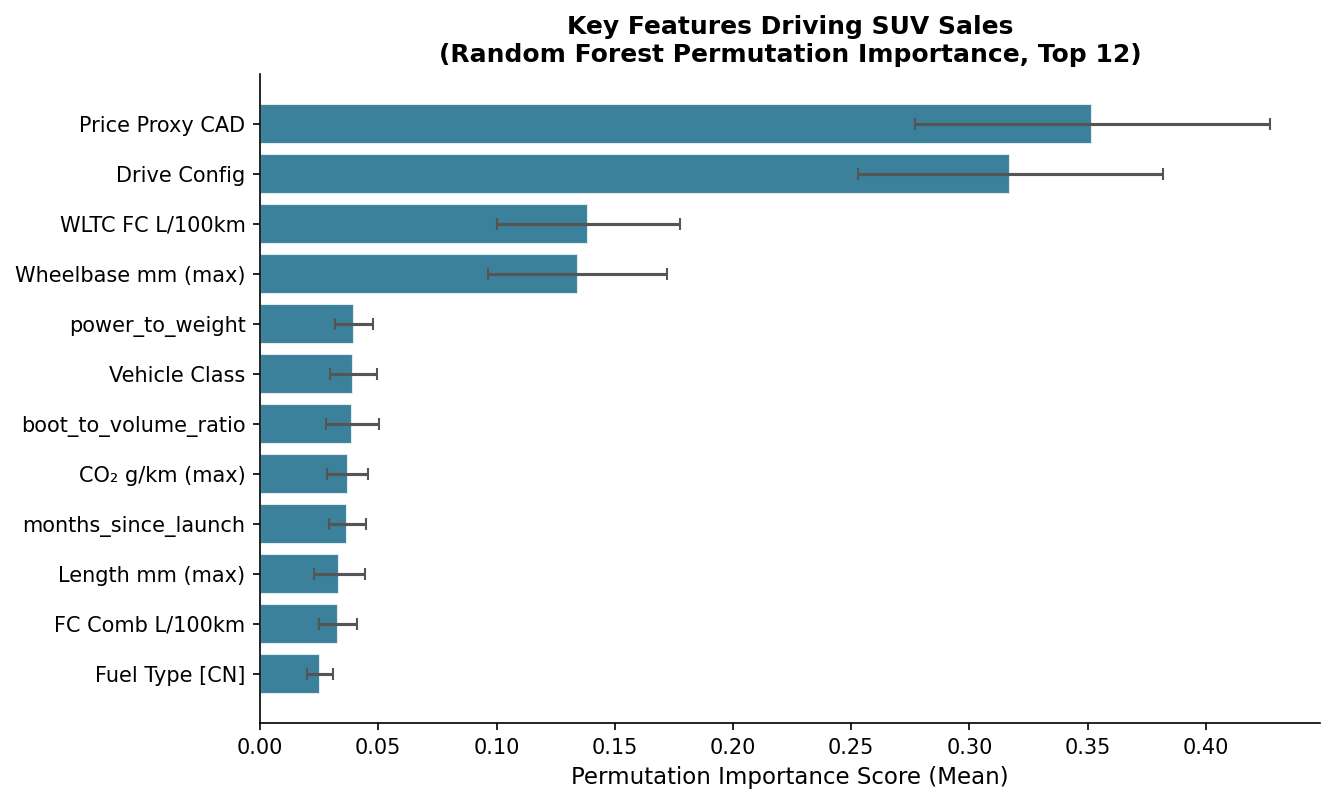 Key Features Driving SUV Sales
(Random Forest Permutation Importance, Top 12)
Price Proxy CAD
Drive Config
WLTC FC L/100km
Wheelbase mm (max)
power_to_weight
Vehicle Class
boot_to_volume_ratio
CO₂ g/km (max)
months_since_launch
Length mm (max)
FC Comb L/100km
Fuel Type [CN]
0.00 0.05 0.10 0.15 0.20 0.25 0.30 0.35 0.40
Permutation Importance Score (Mean)